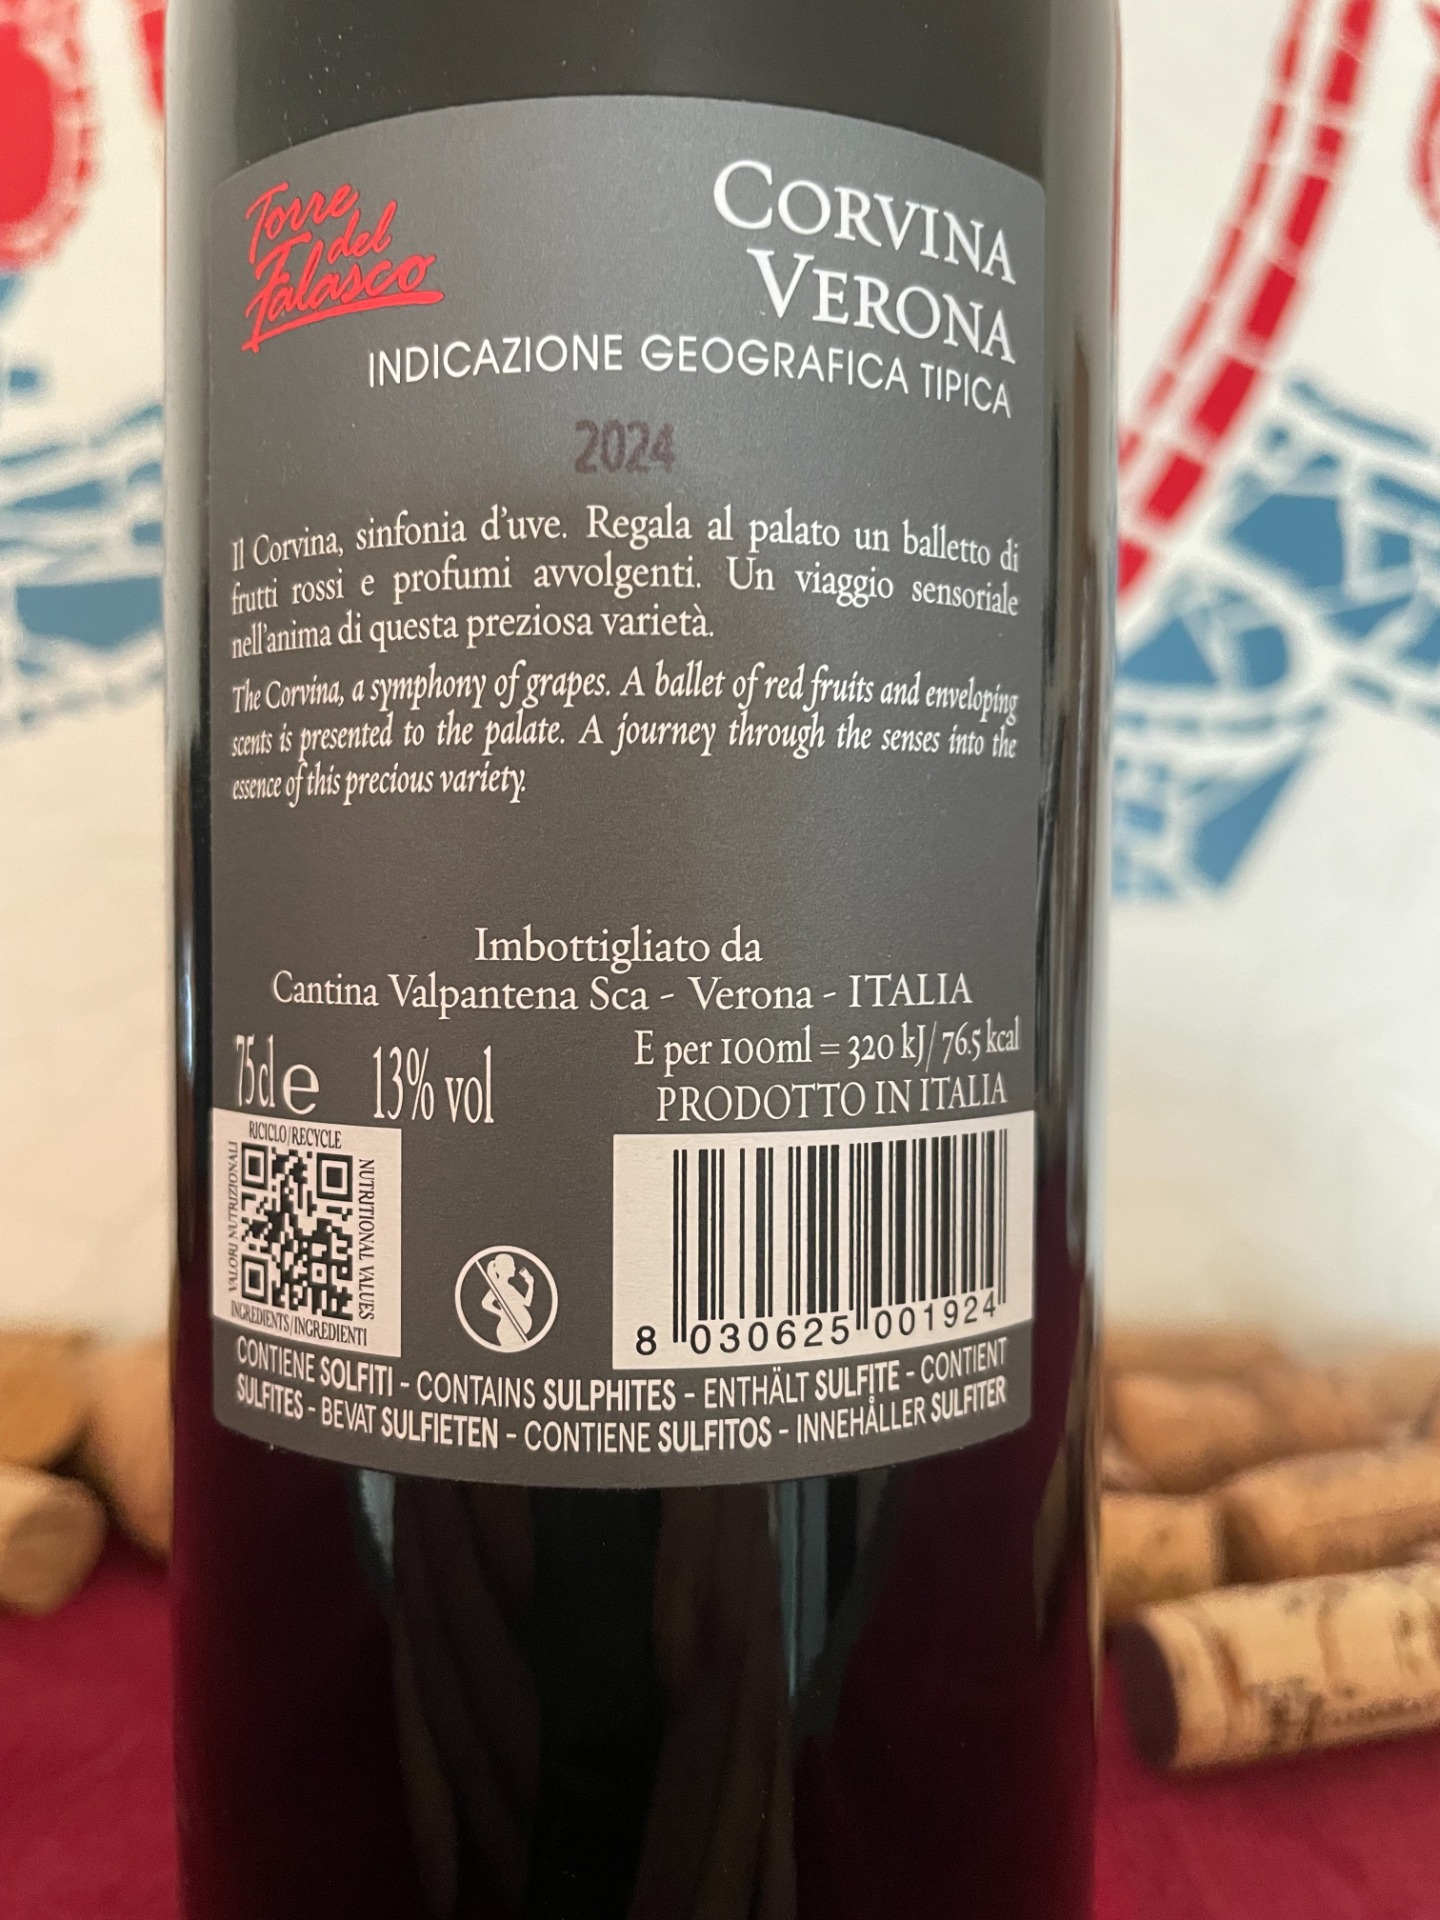 Torre
del
Falasco
CORVINA
VERONA
INDICAZIONE GEOGRAFICA TIPICA
2024
Il Corvina, sinfonia d'uve. Regala al palato un balletto di
frutti rossi e profumi avvolgenti. Un viaggio sensoriale
nell'anima di questa preziosa varietà.
The Corvina, a symphony of grapes. A ballet of red fruits and enveloping
scents is presented to the palate. A journey through the senses into the
essence of this precious variety.
Imbottigliato da
Cantina Valpantena Sca - Verona - ITALIA
75cl e 13% vol
E per 100ml = 320 kJ/ 76.5 kcal
PRODOTTO IN ITALIA
RICICLO/RECYCLE
VALORI NUTRIZIONALI
NUTRITIONAL VALUES
INGREDIENTS/INGREDIENTI
8 030625 001924
CONTIENE SOLFITI - CONTAINS SULPHITES - ENTHÄLT SULFITE - CONTIENT
SULFITES - BEVAT SULFIETEN - CONTIENE SULFITOS - INNEHÅLLER SULFITER